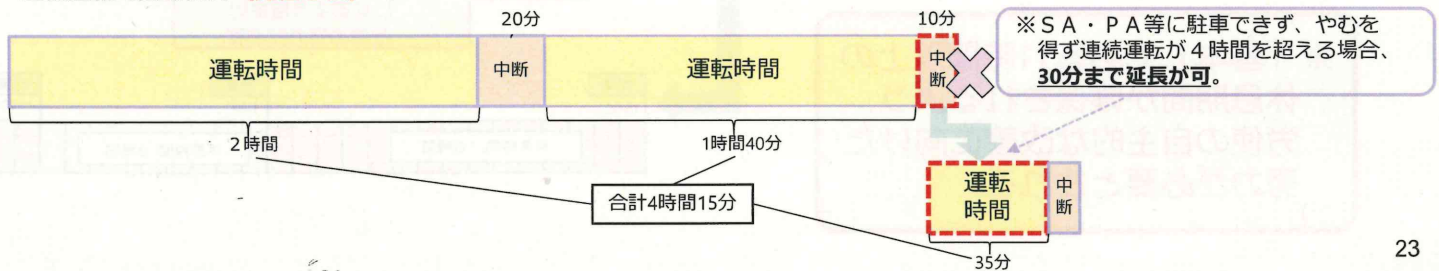 20分
10分
運転時間
中断
運転時間
中
断
※ＳＡ・ＰＡ等に駐車できず、やむを
得ず連続運転が４時間を超える場合、
30分まで延長が可。
2時間
1時間40分
運転
時間
中
断
合計4時間15分
35分
23